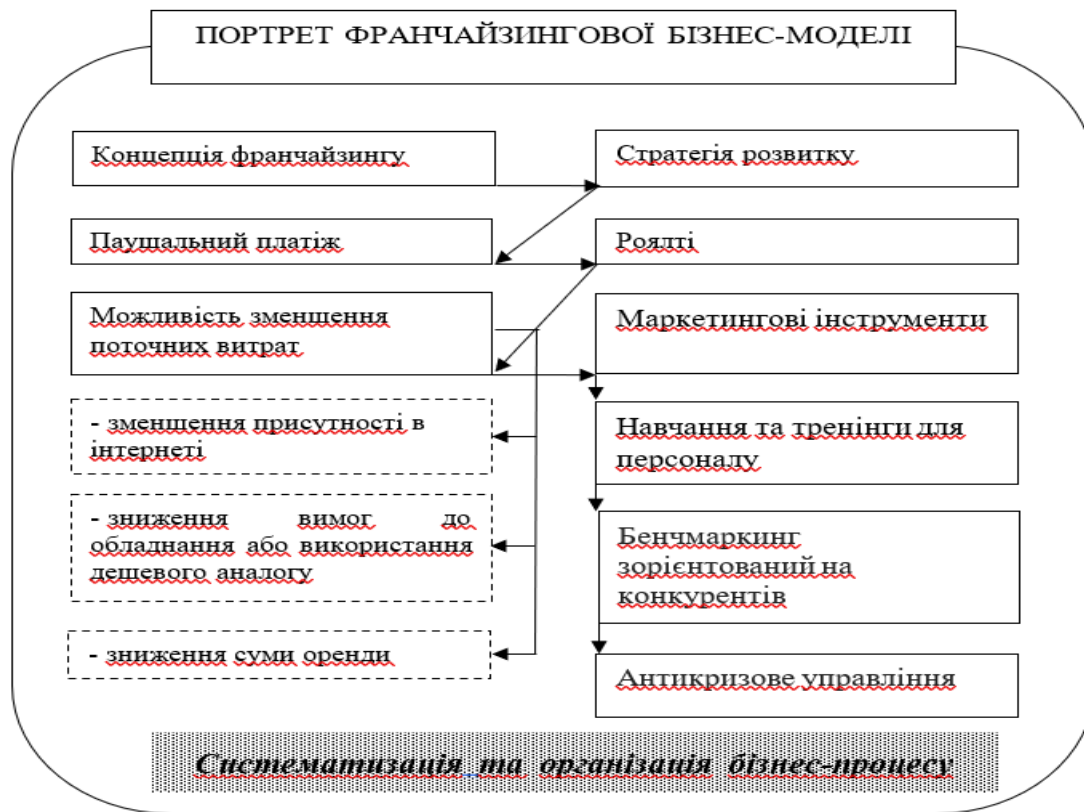 ПОРТРЕТ ФРАНЧАЙЗИНГОВОЇ БІЗНЕС-МОДЕЛІ
Концепція франчайзингу
Стратегія розвитку
Паушальний платіж
Роялті
Можливість зменшення
поточних витрат
Маркетингові інструменти
- зменшення присутності в
інтернеті
Навчання та тренінги для
персоналу
- зниження вимог до
обладнання або використання
дешевого аналогу
Бенчмаркинг
зорієнтований на
конкурентів
- зниження суми оренди
Антикризове управління
Систематизація та організація бізнес-процесу